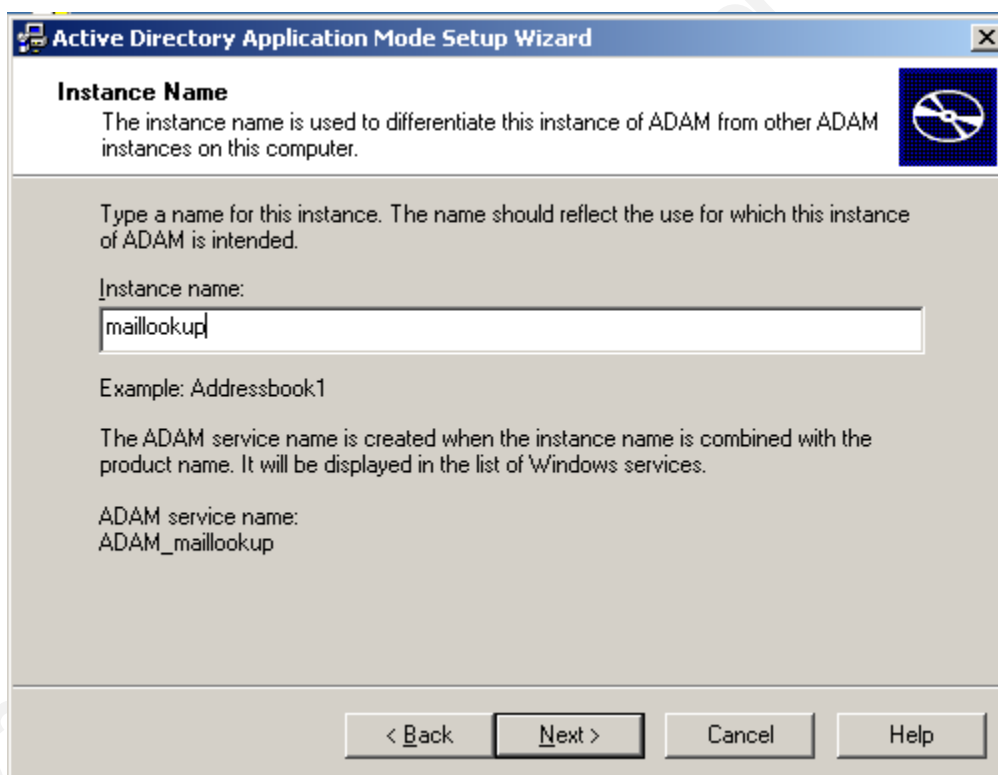 Active Directory Application Mode Setup Wizard
Instance Name
The instance name is used to differentiate this instance of ADAM from other ADAM
instances on this computer.
Type a name for this instance. The name should reflect the use for which this instance
of ADAM is intended.
Instance name:
maillookup
Example: Addressbook1
The ADAM service name is created when the instance name is combined with the
product name. It will be displayed in the list of Windows services.
ADAM service name:
ADAM_maillookup
< Back
Next >
Cancel
Help